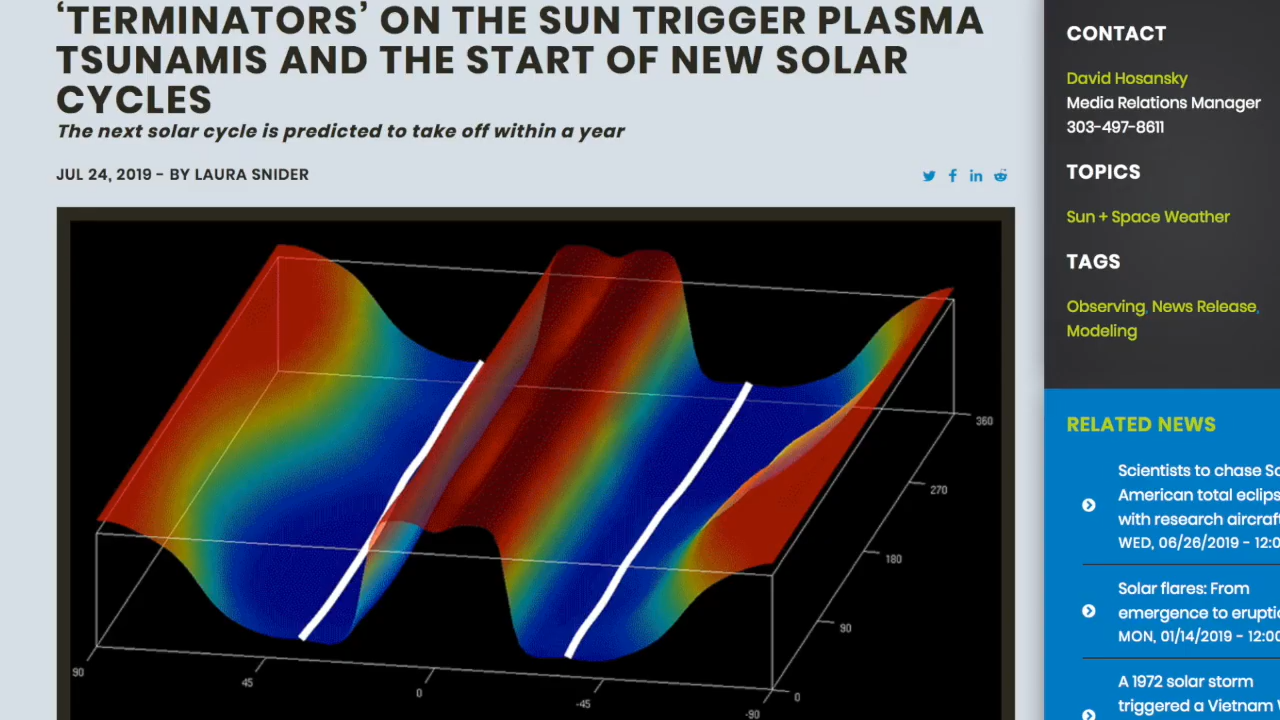 ‘TERMINATORS’ ON THE SUN TRIGGER PLASMA
TSUNAMIS AND THE START OF NEW SOLAR
CYCLES
The next solar cycle is predicted to take off within a year
JUL 24, 2019 - BY LAURA SNIDER
90
45
0
-45
-90
0
90
180
270
360
CONTACT
David Hosansky
Media Relations Manager
303-497-8611
TOPICS
Sun + Space Weather
TAGS
Observing, News Release,
Modeling
RELATED NEWS
Scientists to chase
American total
with research
WED, 06/26/2019 -
Solar flares: From
emergence to
MON, 01/14/2019 -
A 1972 solar storm
triggered a Vietnam